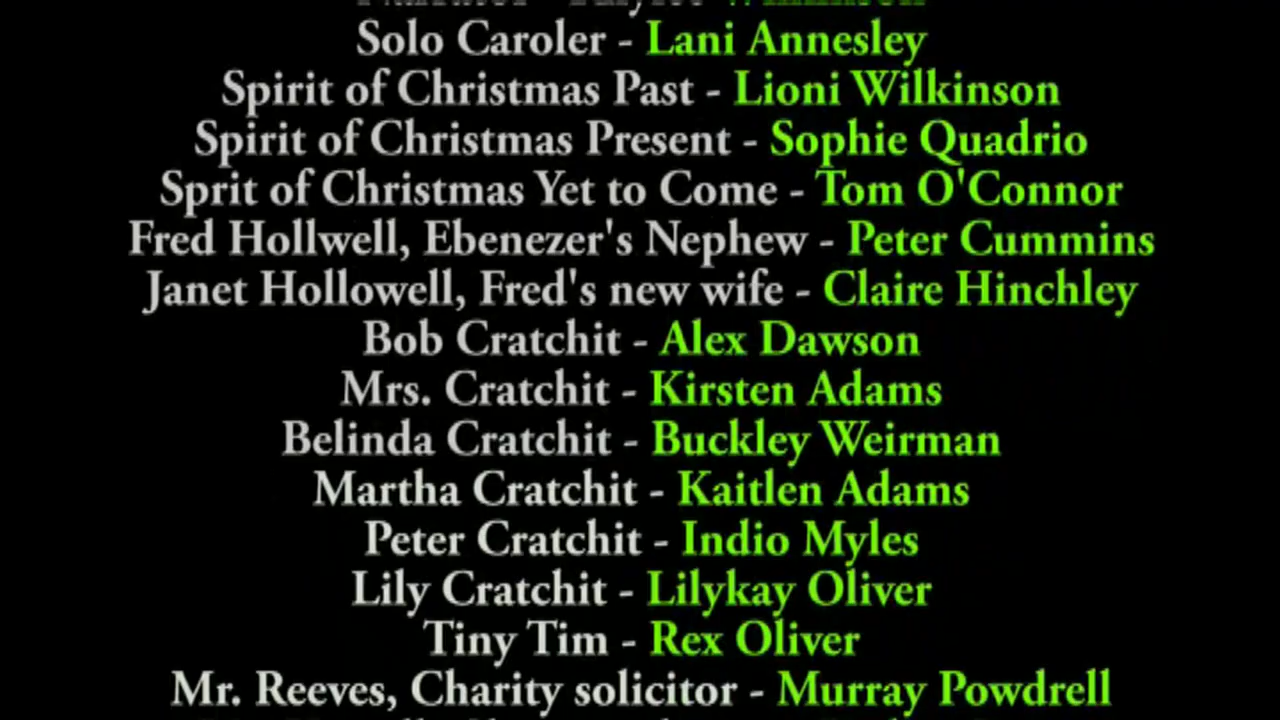 Solo Caroler - Lani Annesley
Spirit of Christmas Past - Lioni Wilkinson
Spirit of Christmas Present - Sophie Quadrio
Sprit of Christmas Yet to Come - Tom O'Connor
Fred Hollwell, Ebenezer's Nephew - Peter Cummins
Janet Hollowell, Fred's new wife - Claire Hinchley
Bob Cratchit - Alex Dawson
Mrs. Cratchit - Kirsten Adams
Belinda Cratchit - Buckley Weirman
Martha Cratchit - Kaitlen Adams
Peter Cratchit - Indio Myles
Lily Cratchit - Lilykay Oliver
Tiny Tim - Rex Oliver
Mr. Reeves, Charity solicitor - Murray Powdrell